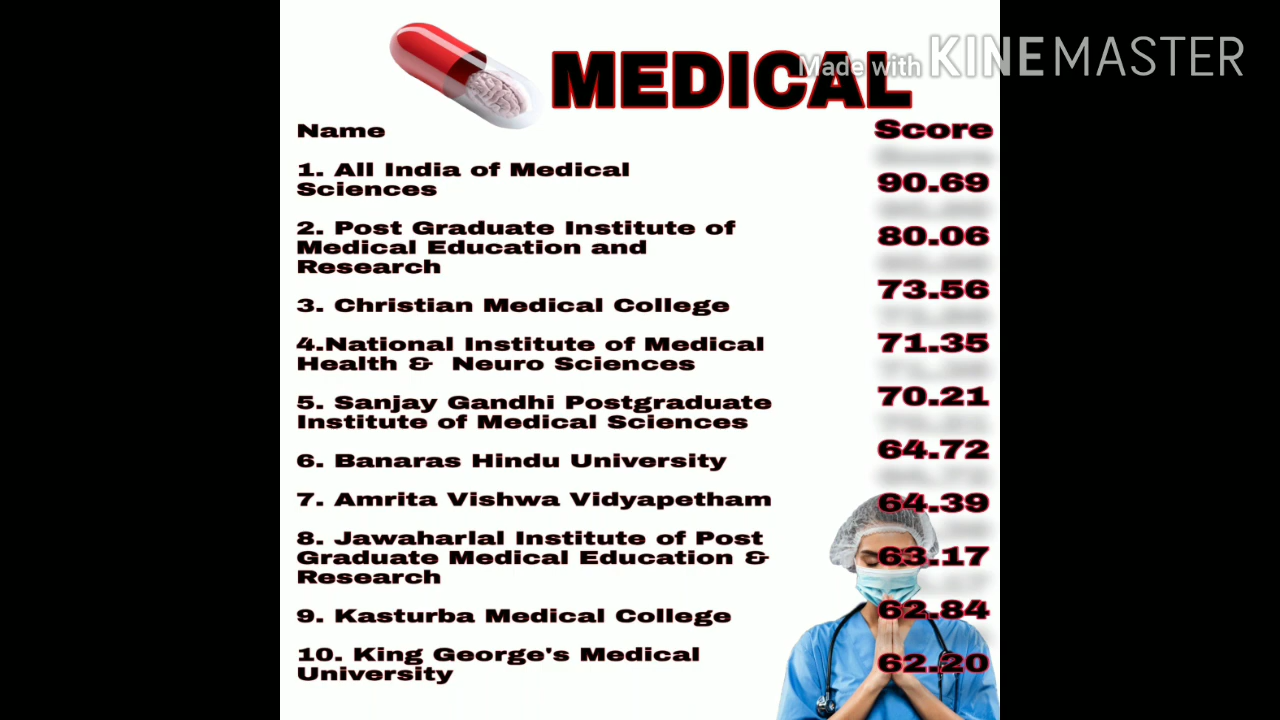 MEDICAL
Made with KINEMASTER
Name
Score
1. All India of Medical
Sciences
90.69
2. Post Graduate Institute of
Medical Education and
Research
80.06
3. Christian Medical College
73.56
4.National Institute of Medical
Health & Neuro Sciences
71.35
5. Sanjay Gandhi Postgraduate
Institute of Medical Sciences
70.21
6. Banaras Hindu University
64.72
7. Amrita Vishwa Vidyapetham
64.39
8. Jawaharlal Institute of Post
Graduate Medical Education &
Research
63.17
9. Kasturba Medical College
62.84
10. King George's Medical
University
62.20